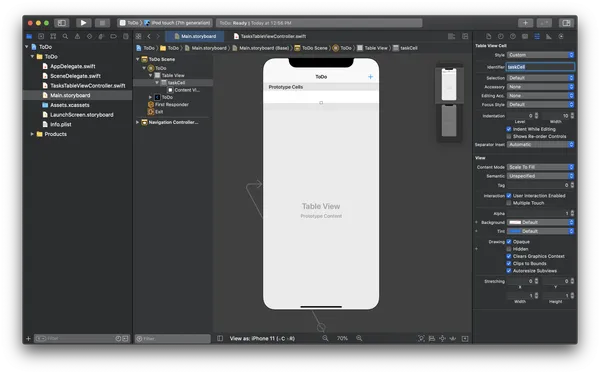 ToDo
iPod touch (7th generation)
ToDo: Ready | Today at 12:58 PM
Main.storyboard
TasksTableViewController.swift
ToDo
ToDo
AppDelegate.swift
SceneDelegate.swift
TasksTableViewController.swift
Main.storyboard
Assets.xcassets
LaunchScreen.storyboard
Info.plist
Products
Filter
ToDo
ToDo
Main.storyboard
Main.storyboard (Base)
ToDo Scene
ToDo
Table View
taskCell
ToDo Scene
ToDo
Table View
taskCell
Content Vi...
ToDo
First Responder
Exit
Navigation Controller...
Filter
ToDo
+
Prototype Cells
Table View
Prototype Content
View as: iPhone 11
70%
Table View Cell
Style Custom
Identifier taskCell
Selection Default
Accessory None
Editing Acc. None
Focus Style Default
Indentation 0 10
Level Width
Indent While Editing
Shows Re-order Controls
Separator Inset Automatic
View
Content Mode Scale To Fill
Semantic Unspecified
Tag 0
Interaction User Interaction Enabled
Multiple Touch
Alpha 1
Background Default
Tint Default
Drawing Opaque
Hidden
Clears Graphics Context
Clips to Bounds
Autoresize Subviews
Stretching 0 0
X Y
1 1
Width Height